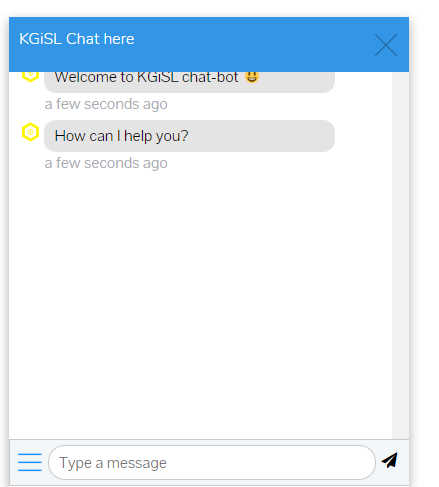 KGiSL Chat here
Welcome to KGiSL chat-bot 😃
a few seconds ago
How can I help you?
a few seconds ago
Type a message